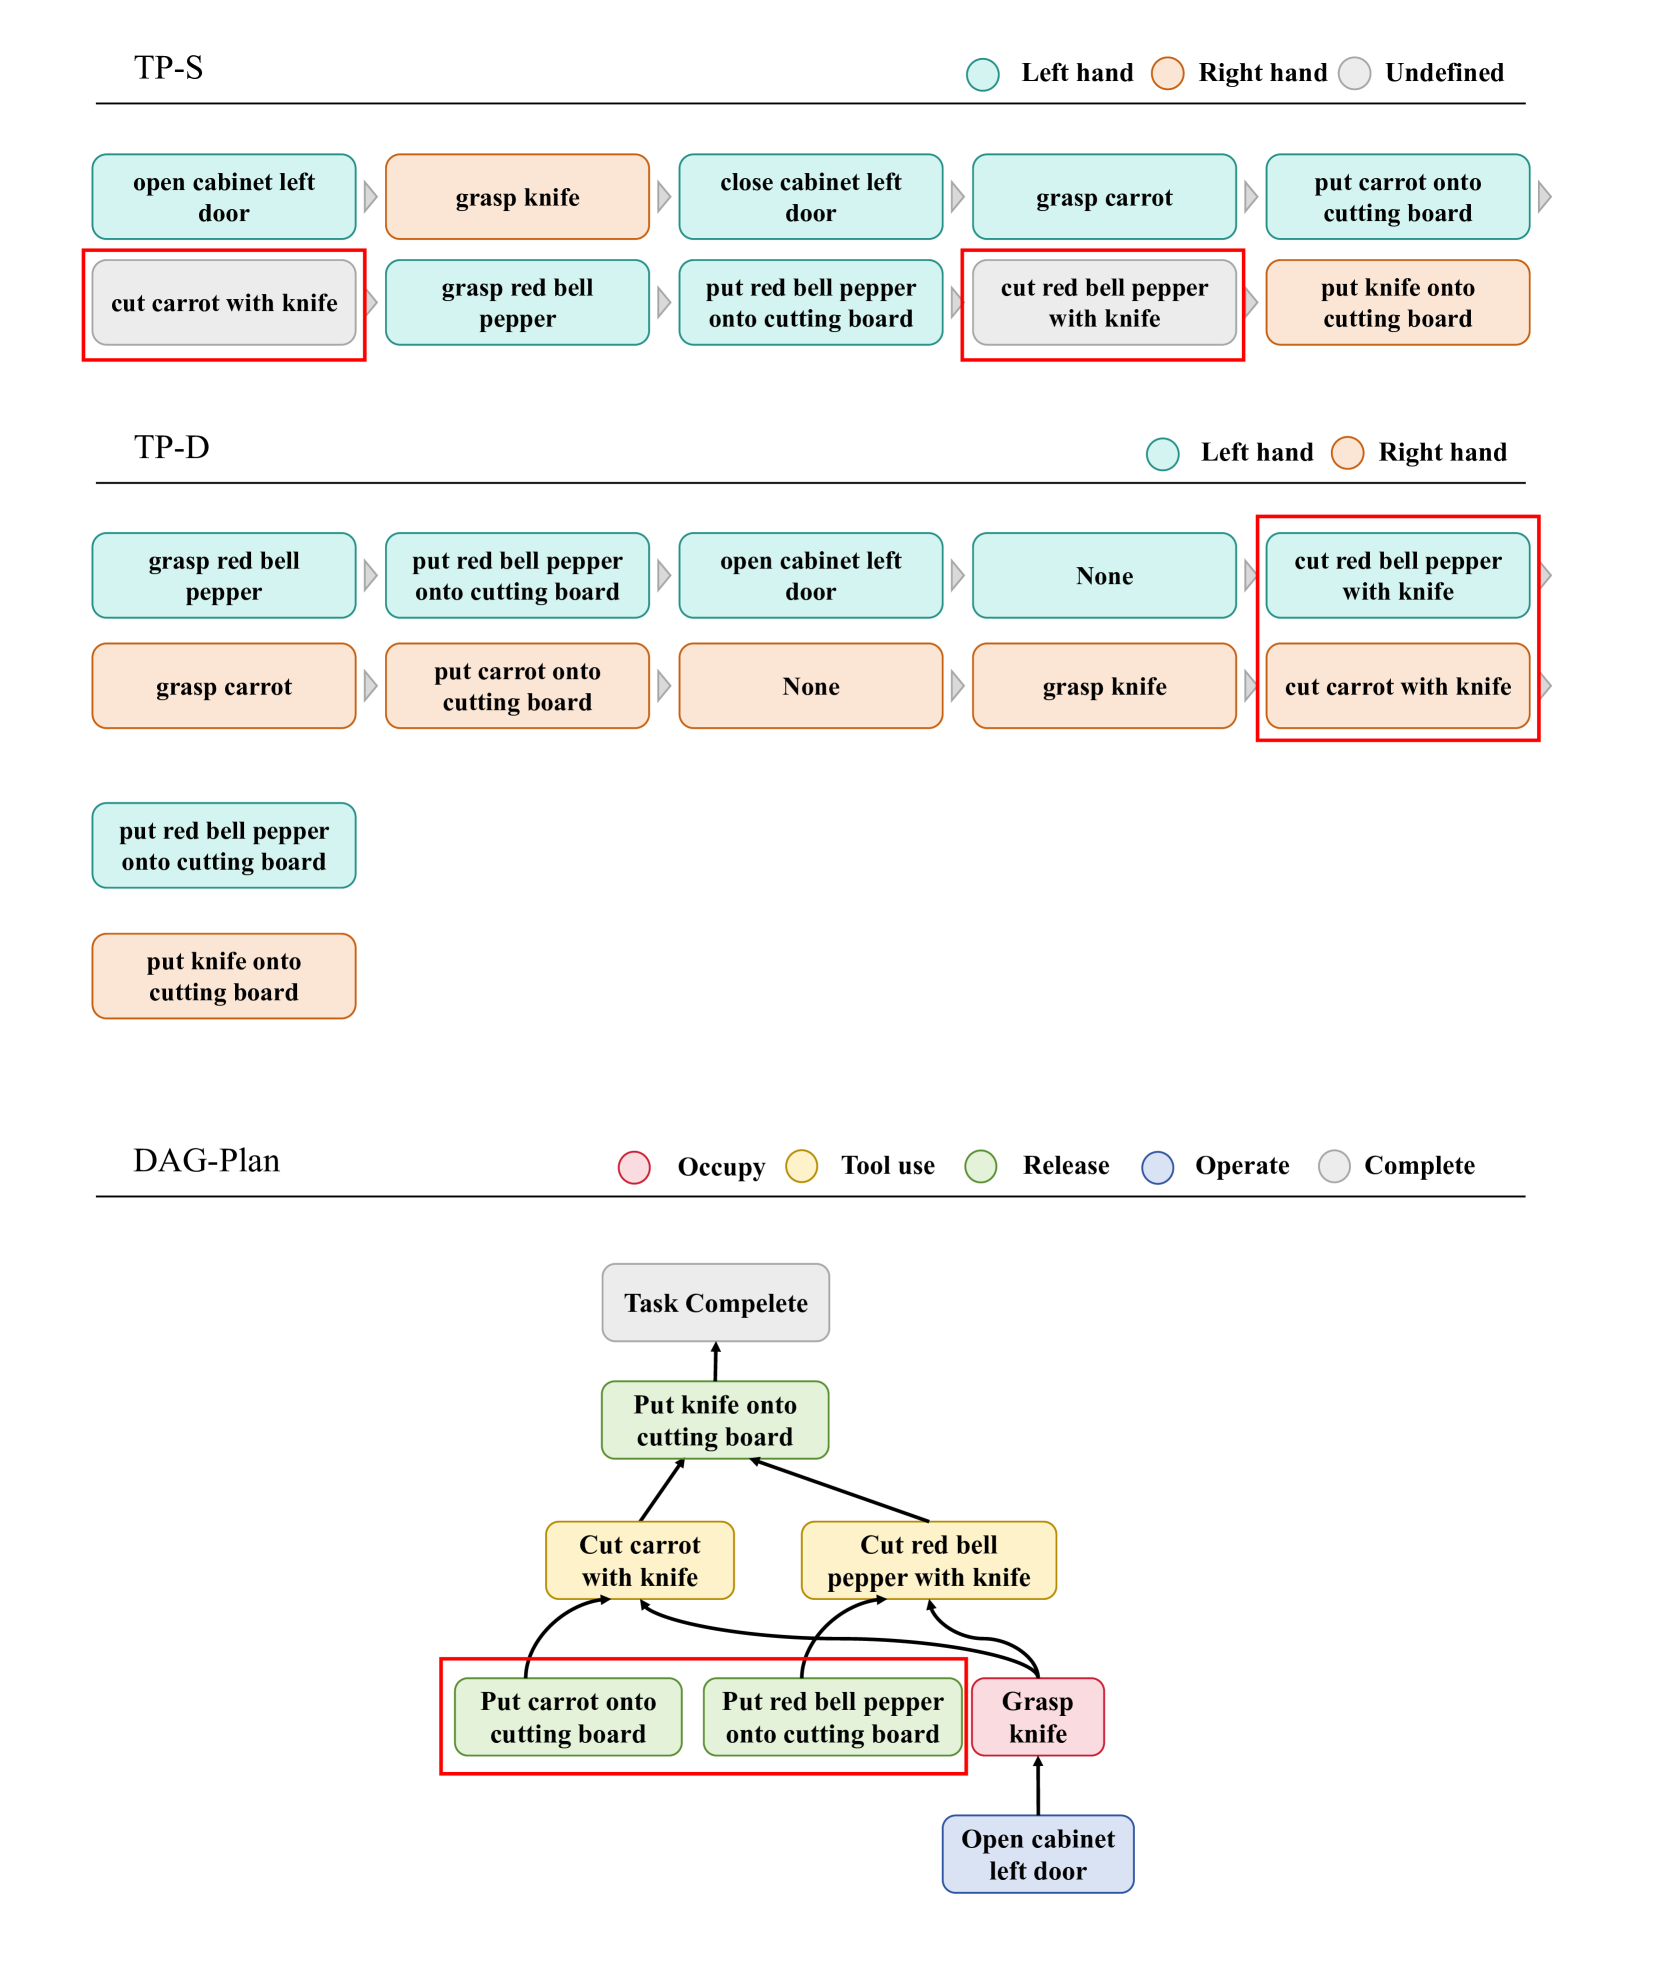 TP-S
Left hand
Right hand
Undefined
open cabinet left
door
grasp knife
close cabinet left
door
grasp carrot
put carrot onto
cutting board
cut carrot with knife
grasp red bell
pepper
put red bell pepper
onto cutting board
cut red bell pepper
with knife
put knife onto
cutting board
TP-D
Left hand
Right hand
grasp red bell
pepper
put red bell pepper
onto cutting board
open cabinet left
door
None
cut red bell pepper
with knife
grasp carrot
put carrot onto
cutting board
None
grasp knife
cut carrot with knife
put red bell pepper
onto cutting board
put knife onto
cutting board
DAG-Plan
Occupy
Tool use
Release
Operate
Complete
Task Compelete
Put knife onto
cutting board
Cut carrot
with knife
Cut red bell
pepper with knife
Put carrot onto
cutting board
Put red bell pepper
onto cutting board
Grasp
knife
Open cabinet
left door